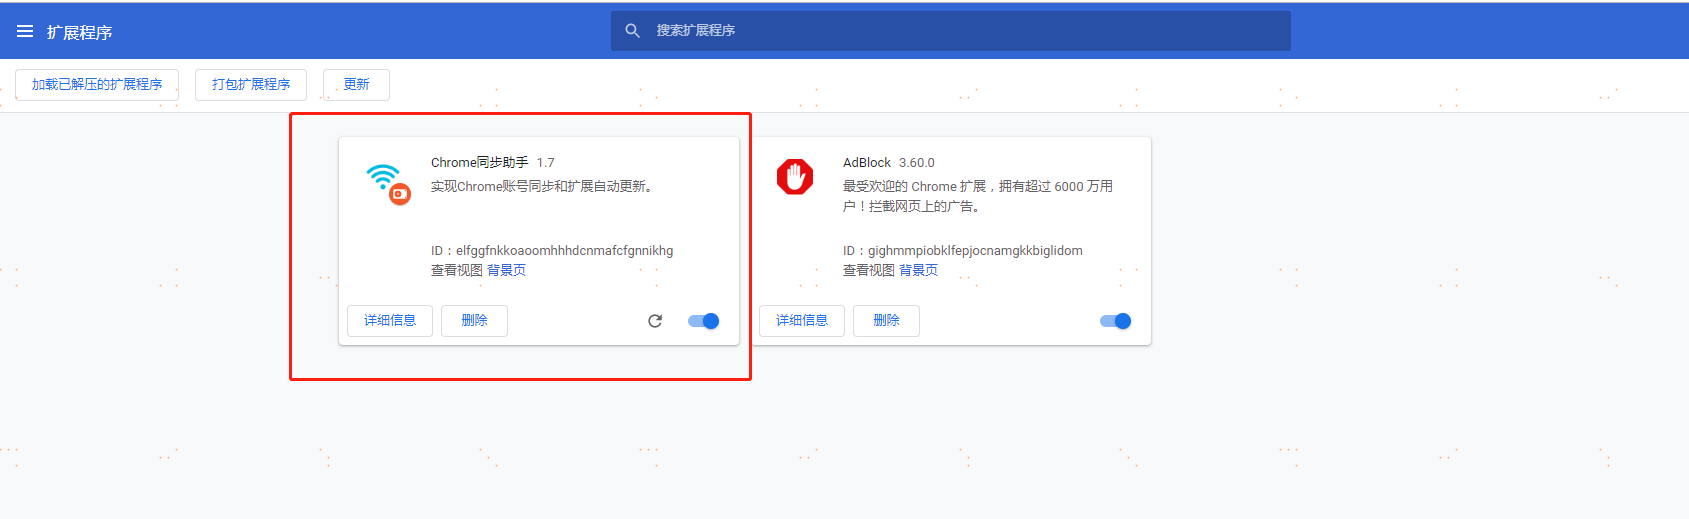 扩展程序
搜索扩展程序
加载已解压的扩展程序
打包扩展程序
更新
Chrome同步助手 1.7
实现Chrome账号同步和扩展自动更新。
ID：elfggfnkkoaoomhhhdcnmafcfgnnikhg
查看视图 背景页
详细信息
删除
AdBlock 3.60.0
最受欢迎的 Chrome 扩展，拥有超过 6000 万用
户！拦截网页上的广告。
ID：gighmmpiobklfepjocnamgkkbiglidom
查看视图 背景页
详细信息
删除